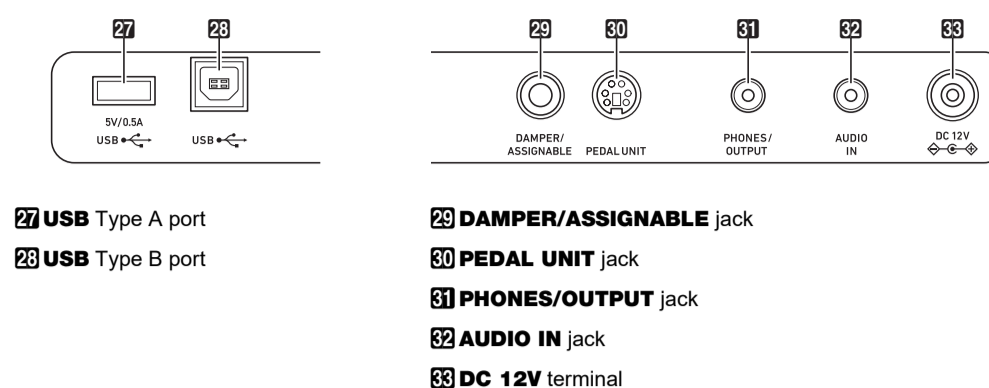 27 28 29 30 31 32 33
5V/0.5A
USB USB
DAMPER/
ASSIGNABLE PEDAL UNIT
PHONES/
OUTPUT
AUDIO
IN
DC 12V
27 USB Type A port
28 USB Type B port
29 DAMPER/ASSIGNABLE jack
30 PEDAL UNIT jack
31 PHONES/OUTPUT jack
32 AUDIO IN jack
33 DC 12V terminal